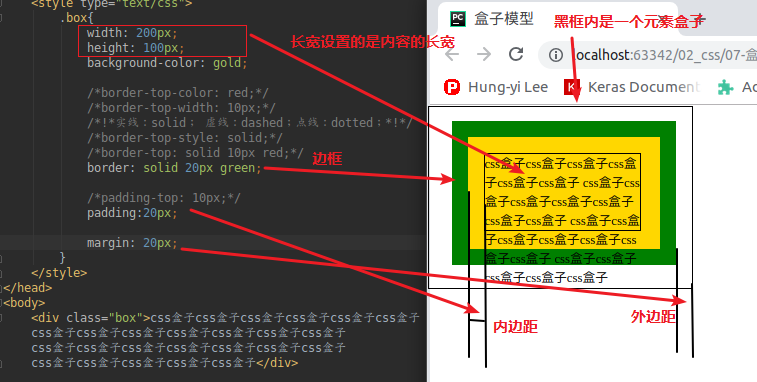 <style type="text/css">
.box{
width: 200px;
height: 100px;
background-color: gold;
/*border-top-color: red;*/
/*border-top-width: 10px;*/
/*!*实线：solid； 虚线：dashed；点线：dotted；*!*/
/*border-top-style: solid;*/
/*border-top: solid 10px red;*/
border: solid 20px green;
/*padding-top: 10px;*/
padding:20px;
margin: 20px;
}
</style>
</head>
<body>
<div class="box">css盒子css盒子css盒子css盒子css盒子css盒子
css盒子css盒子css盒子css盒子css盒子css盒子css盒子
css盒子css盒子css盒子css盒子css盒子css盒子css盒子
css盒子css盒子css盒子css盒子css盒子</div>
长宽设置的是内容的长宽
边框
PC
盒子模型
黑框内是一个元素盒子
localhost:63342/02_css/07-盒
Hung-yi Lee
Keras Document
css盒子css盒子css盒子css盒
子css盒子css盒子 css盒子css
盒子css盒子css盒子css盒子
css盒子css盒子 css盒子css盒
子css盒子css盒子css盒子css
盒子css盒子 css盒子css盒子
css盒子css盒子css盒子
内边距
外边距